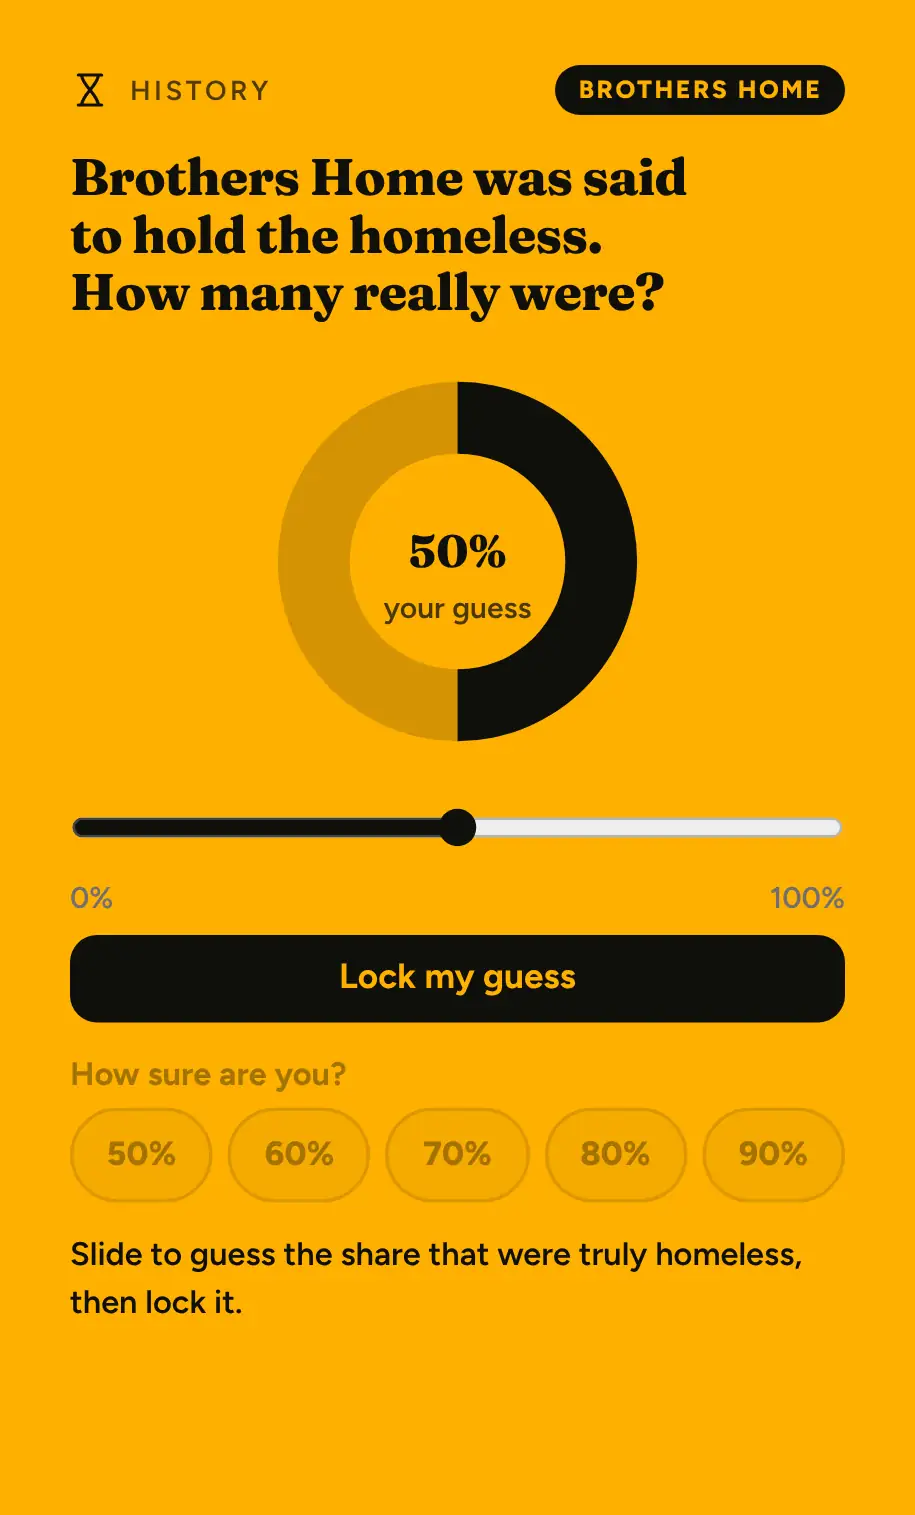 HISTORY
BROTHERS HOME
Brothers Home was said
to hold the homeless.
How many really were?
50%
your guess
0%
100%
Lock my guess
How sure are you?
50%
60%
70%
80%
90%
Slide to guess the share that were truly homeless,
then lock it.